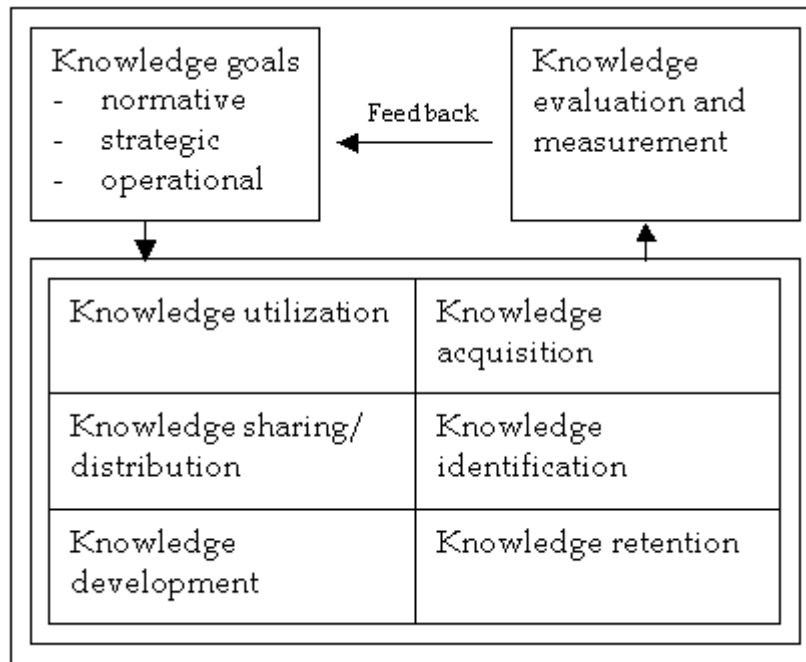 Knowledge goals
- normative
- strategic
- operational
Feedback
Knowledge
evaluation and
measurement
Knowledge utilization
Knowledge
acquisition
Knowledge sharing/
distribution
Knowledge
identification
Knowledge
development
Knowledge retention